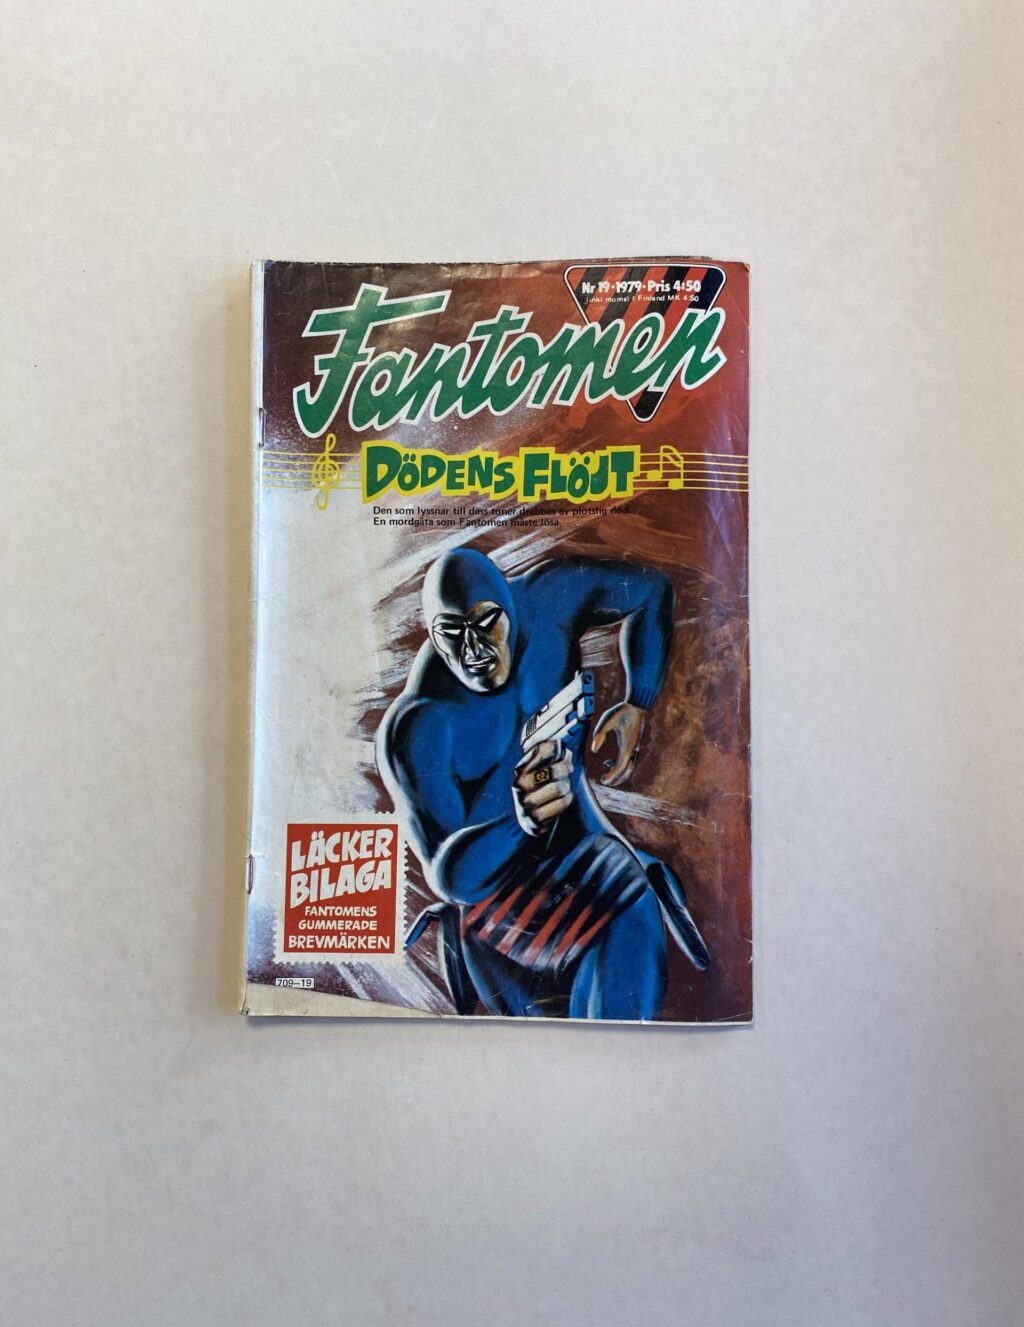 Nr 19 • 1979 • Pris 4:50
(inkl moms) I Finland MK 4:50
Fantomen
DÖDENS FLÖJT
Den som lyssnar till dess toner drabbas av plötslig död...
En mordgåta som Fantomen måste lösa.
LÄCKER
BILAGA
FANTOMENS
GUMMERADE
BREVMÄRKEN
709–19